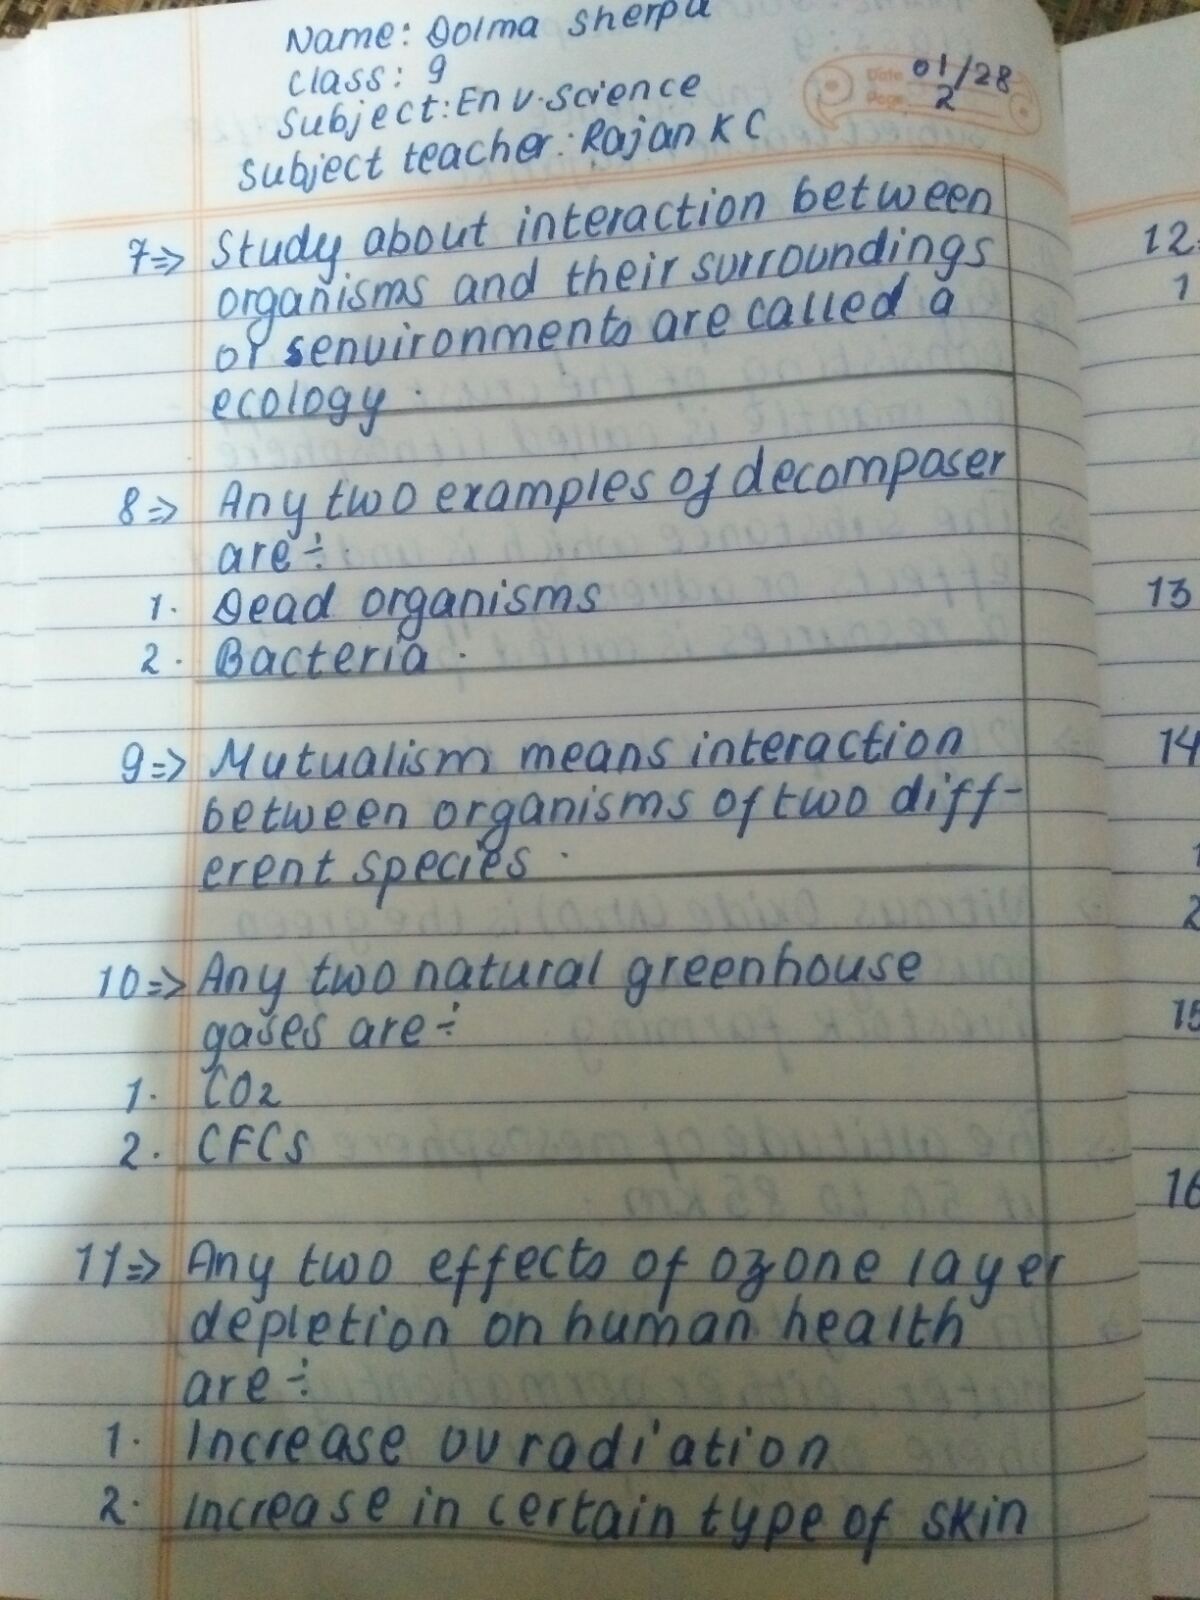 Name: Dolma Sherpa
Class: 9
Subject: Env. Science
Subject teacher: Rajan KC
Date 01/28
Page 2
7=> Study about interaction between
organisms and their surroundings
or senvironments are called a
ecology.
8=> Any two examples of decomposer
are÷
1. Dead organisms
2. Bacteria.
9=> Mutualism means interaction
between organisms of two diff-
erent species.
10=> Any two natural greenhouse
gases are÷
1. CO2
2. CFCS
11=> Any two effects of ozone layer
depletion on human health
are÷
1. Increase uv radiation
2. Increase in certain type of skin
12
1
13
14
1
2
15
16